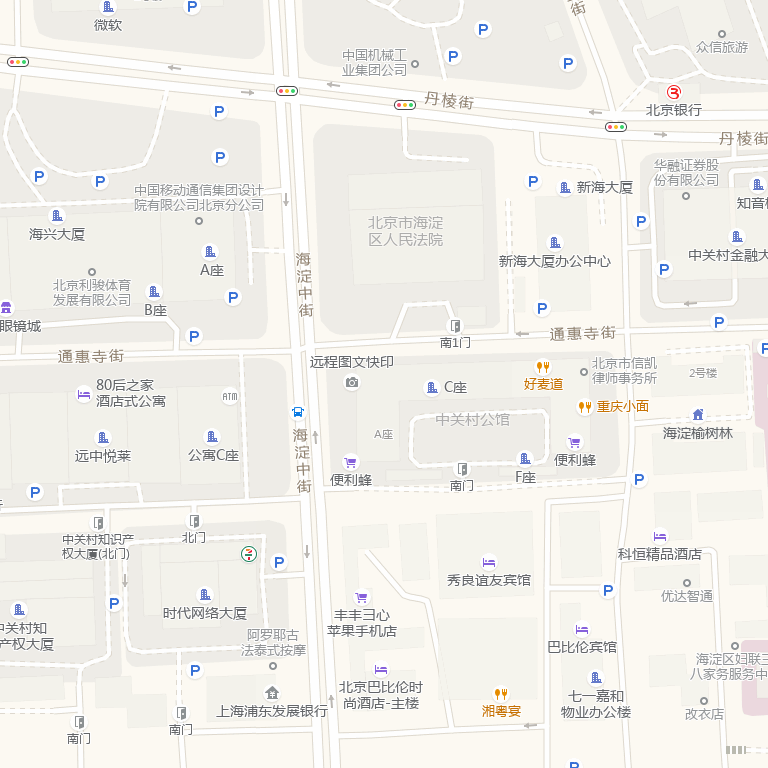 微软
街
众信旅游
中国机械工
业集团公司
丹棱街
北京银行
丹棱街
P
华融证券股
份有限公司
中国移动通信集团设计
院有限公司北京分公司
新海大厦
海兴大厦
北京市海淀
区人民法院
A座
新海大厦办公中心
中关村金融大
北京利骏体育
发展有限公司
B座
海淀中街
眼镜城
通惠寺街
南1门
通惠寺街
远程图文快印
北京市信凯
律师事务所
2号楼
80后之家
酒店式公寓
C座
好麦道
ATM
重庆小面
中关村公馆
A座
海淀榆树林
远中悦莱
公寓C座
海淀中街
便利蜂
便利蜂
南门
F座
中关村知识产
权大厦(北门)
北门
科恒精品酒店
秀良谊友宾馆
优达智通
时代网络大厦
丰丰彐心
苹果手机店
中关村知
产权大厦
阿罗耶古
法泰式按摩
巴比伦宾馆
海淀区妇联三
八家务服务中
北京巴比伦时
尚酒店-主楼
七一嘉和
物业办公楼
上海浦东发展银行
湘粤宴
改衣店
南门
南门